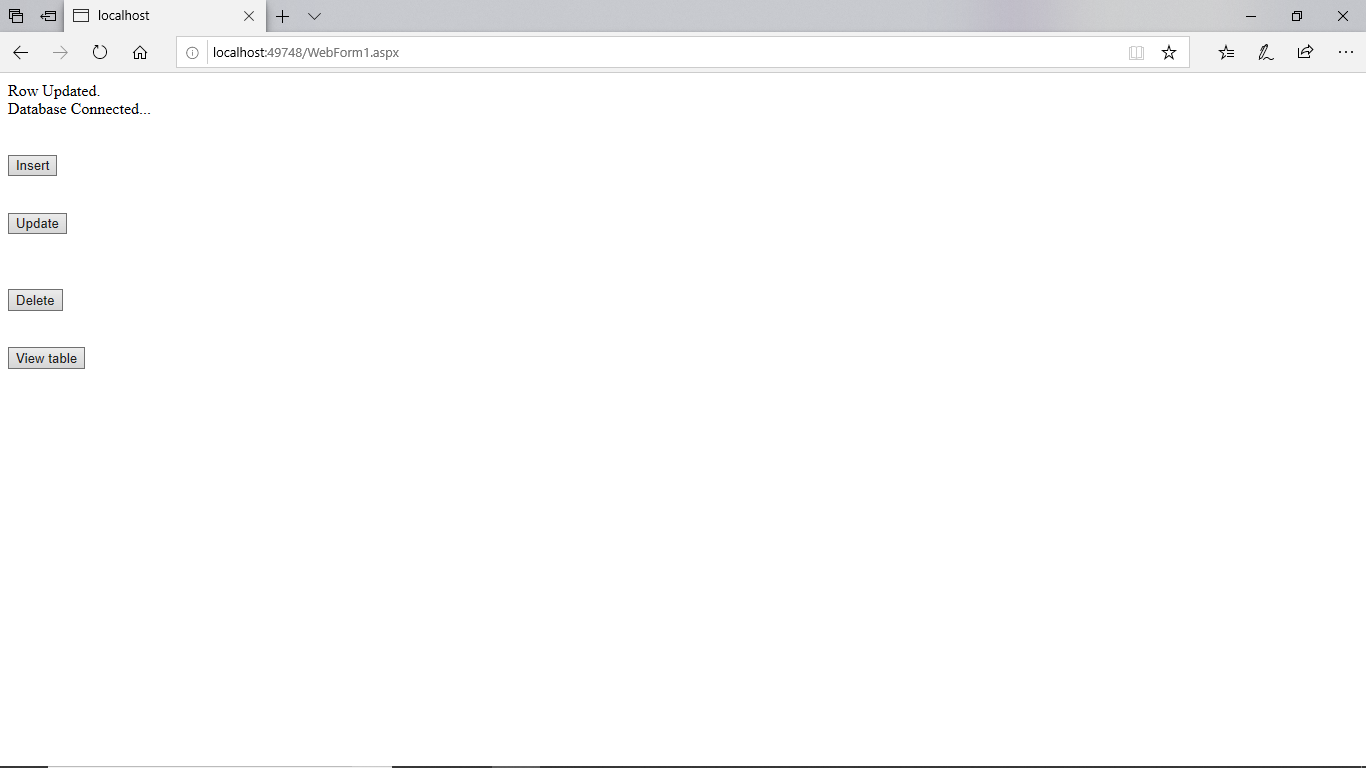 localhost
localhost:49748/WebForm1.aspx
Row Updated.
Database Connected...
Insert
Update
Delete
View table